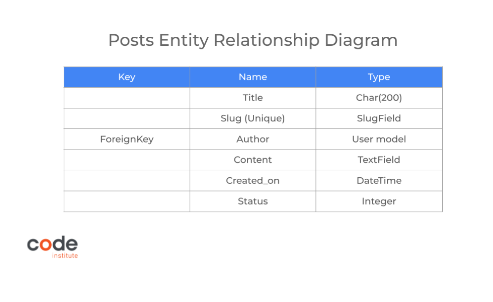 Posts Entity Relationship Diagram
Key Name Type
Title Char(200)
Slug (Unique) SlugField
ForeignKey Author User model
Content TextField
Created_on DateTime
Status Integer
code
institute